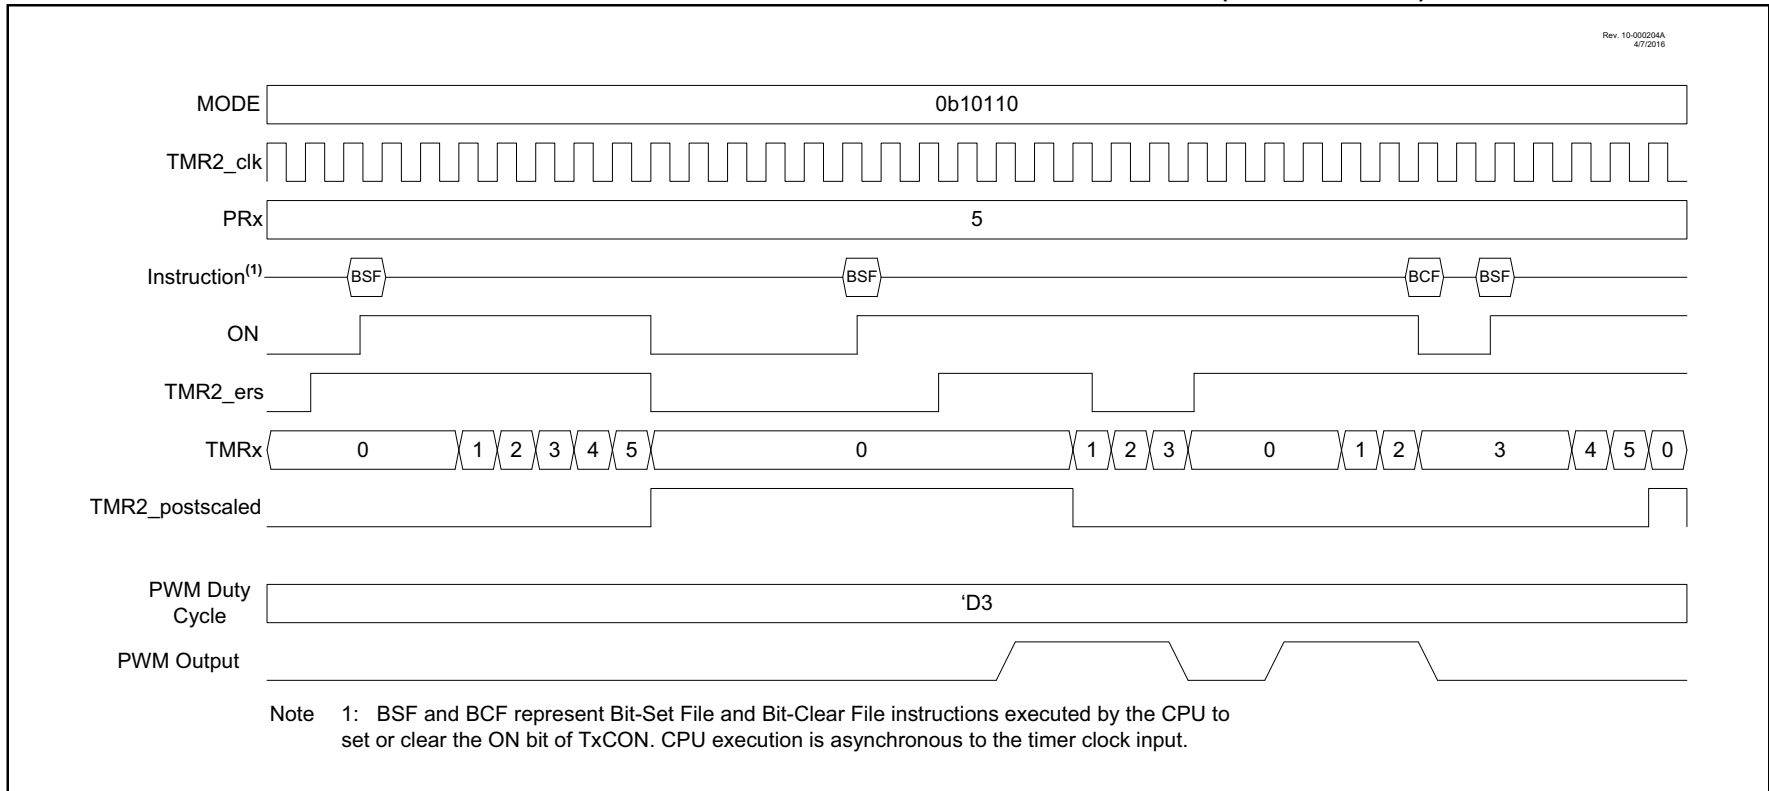 Rev. 10-000204A
4/7/2016
MODE 0b10110
TMR2_clk
PRx 5
Instruction(1) BSF BSF BCF BSF
ON
TMR2_ers
TMRx 0 1 2 3 4 5 0 1 2 3 0 1 2 3 4 5 0
TMR2_postscaled
PWM Duty
Cycle
‘D3
PWM Output
Note 1: BSF and BCF represent Bit-Set File and Bit-Clear File instructions executed by the CPU to
set or clear the ON bit of TxCON. CPU execution is asynchronous to the timer clock input.